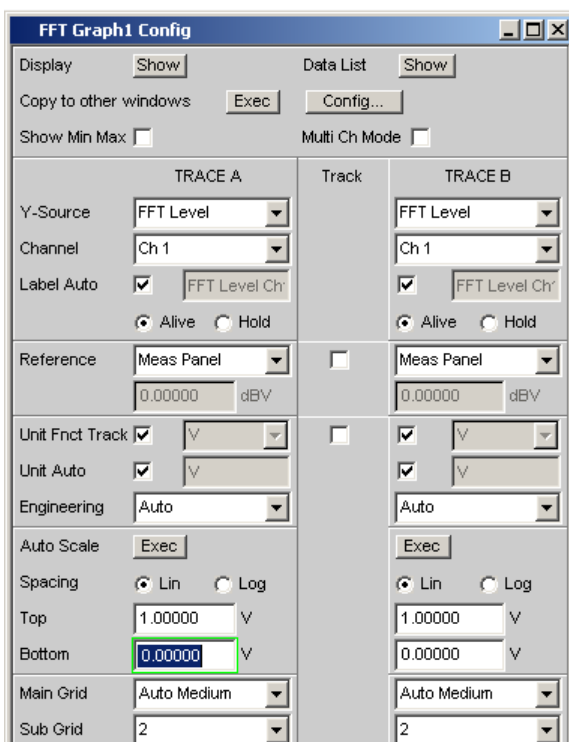 FFT Graph1 Config
Display Show Data List Show
Copy to other windows Exec Config...
Show Min Max Multi Ch Mode
TRACE A Track TRACE B
Y-Source FFT Level FFT Level
Channel Ch 1 Ch 1
Label Auto FFT Level Ch FFT Level Ch
Alive Hold Alive Hold
Reference Meas Panel Meas Panel
0.00000 dBV 0.00000 dBV
Unit Fnct Track V V
Unit Auto V V
Engineering Auto Auto
Auto Scale Exec Exec
Spacing Lin Log Lin Log
Top 1.00000 V 1.00000 V
Bottom 0.00000 V 0.00000 V
Main Grid Auto Medium Auto Medium
Sub Grid 2 2